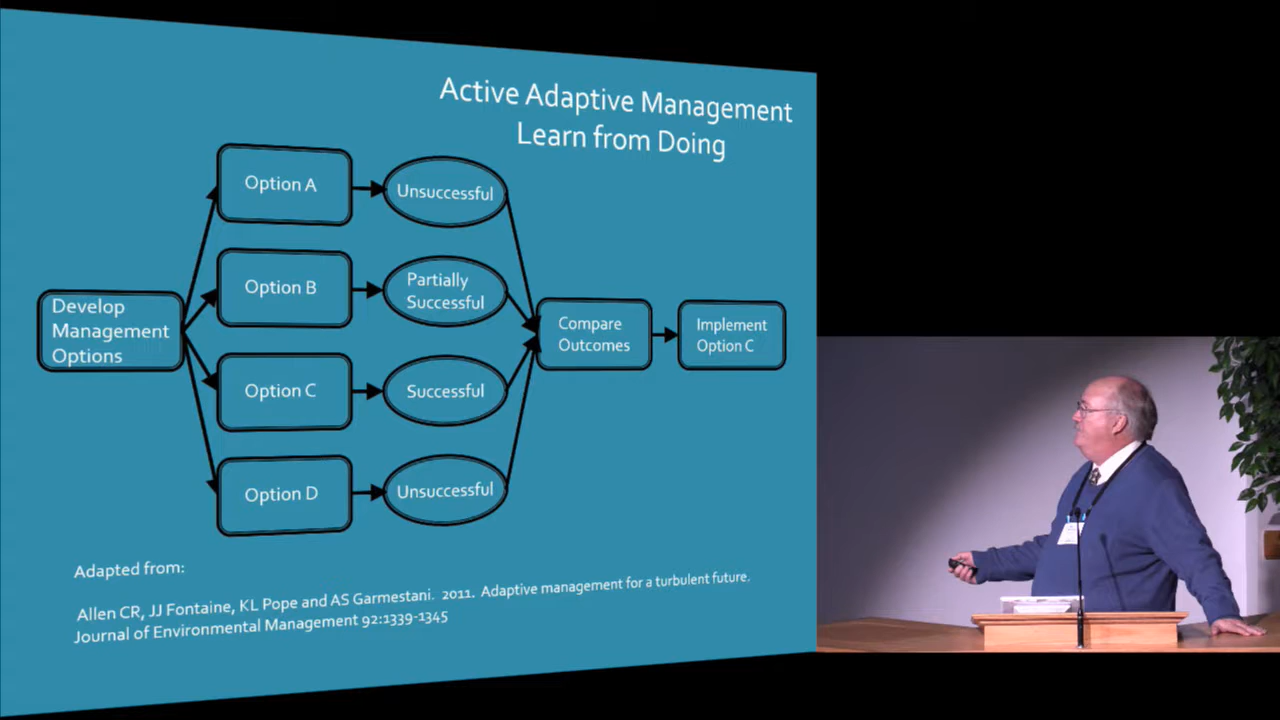 Active Adaptive Management
Learn from Doing
Option A
Unsuccessful
Option B
Partially
Successful
Develop
Management
Options
Compare
Outcomes
Implement
Option C
Option C
Successful
Option D
Unsuccessful
Adapted from:
Allen CR, JJ Fontaine, KL Pope and AS Garmestani. 2011. Adaptive management for a turbulent future.
Journal of Environmental Management 92:1339-1345